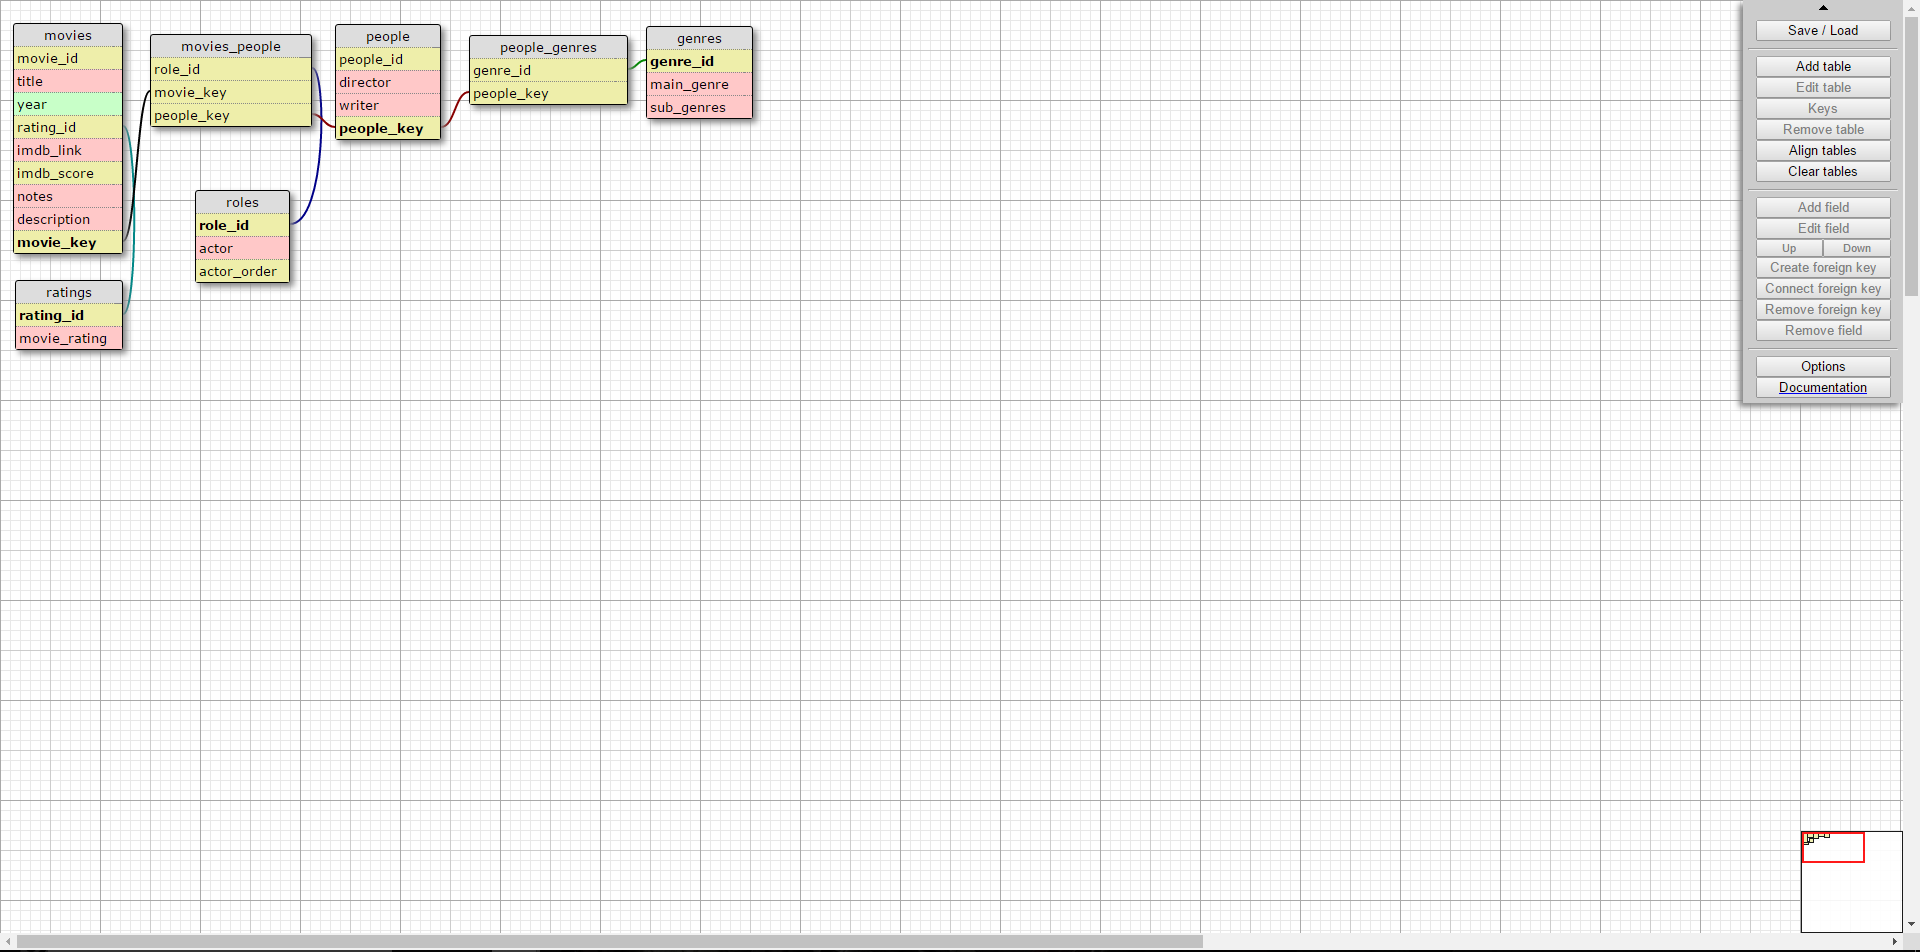 movies
movie_id
title
year
rating_id
imdb_link
imdb_score
notes
description
movie_key
ratings
rating_id
movie_rating
movies_people
role_id
movie_key
people_key
roles
role_id
actor
actor_order
people
people_id
director
writer
people_key
people_genres
genre_id
people_key
genres
genre_id
main_genre
sub_genres
Save / Load
Add table
Edit table
Keys
Remove table
Align tables
Clear tables
Add field
Edit field
Up Down
Create foreign key
Connect foreign key
Remove foreign key
Remove field
Options
Documentation